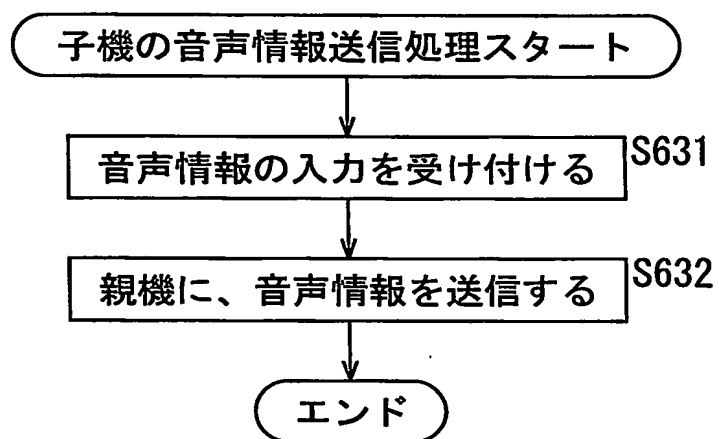 子機の音声情報送信処理スタート
音声情報の入力を受け付ける
S631
親機に、音声情報を送信する
S632
エンド